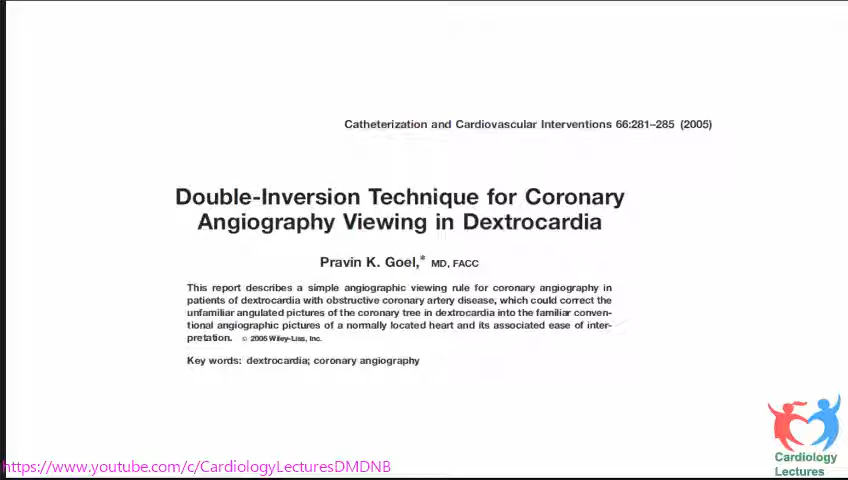 Catheterization and Cardiovascular Interventions 66:281–285 (2005)
Double-Inversion Technique for Coronary
Angiography Viewing in Dextrocardia
Pravin K. Goel,* MD, FACC
This report describes a simple angiographic viewing rule for coronary angiography in
patients of dextrocardia with obstructive coronary artery disease, which could correct the
unfamiliar angulated pictures of the coronary tree in dextrocardia into the familiar conven-
tional angiographic pictures of a normally located heart and its associated ease of inter-
pretation. © 2005 Wiley-Liss, Inc.
Key words: dextrocardia; coronary angiography
Cardiology
Lectures
https://www.youtube.com/c/CardiologyLecturesDMDNB